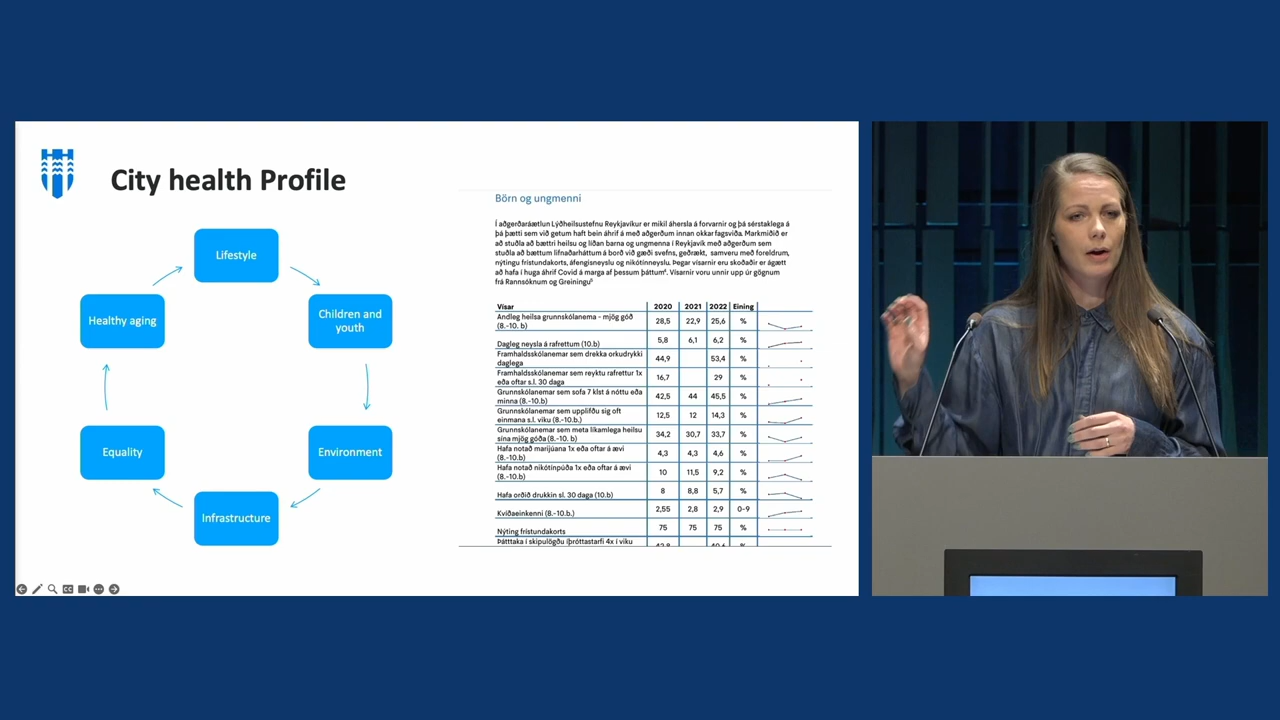 City health Profile
Lifestyle
Children and
youth
Environment
Infrastructure
Equality
Healthy aging
Börn og ungmenni
Í aðgerðaráætlun Lýðheilsustefnu Reykjavíkur er mikil áhersla á forvarnir og þá sérstaklega á
þá þætti sem við getum haft bein áhrif á með aðgerðum innan okkar fagsviða. Markmiðið er
að stuðla að bættri heilsu og líðan barna og ungmenna í Reykjavík með aðgerðum sem
stuðla að bættum lifnaðarháttum á borð við gæði svefns, geðrækt, samveru með foreldrum,
nýtingu frístundakorts, áfengisneyslu og nikótínneyslu. Þegar vísarnir eru skoðaðir er ágætt
að hafa í huga áhrif Covid á marga af þessum þáttum⁴. Vísarnir voru unnir upp úr gögnum
frá Rannsóknum og Greiningu⁵
Vísar 2020 2021 2022 Eining
Andleg heilsa grunnskólanema - mjög góð
(8.-10. b) 28,5 22,9 25,6 %
Dagleg neysla á rafrettum (10.b) 5,8 6,1 6,2 %
Framhaldsskólanemar sem drekka orkudrykki
daglega 44,9 53,4 %
Framhaldsskólanemar sem reyktu rafrettur 1x
eða oftar s.l. 30 daga 16,7 29 %
Grunnskólanemar sem sofa 7 klst á nóttu eða
minna (8.-10.b) 42,5 44 45,5 %
Grunnskólanemar sem upplifðu sig oft
einmana s.l. viku (8.-10.b.) 12,5 12 14,3 %
Grunnskólanemar sem meta líkamlega heilsu
sína mjög góða (8.-10. b) 34,2 30,7 33,7 %
Hafa notað marijúana 1x eða oftar á ævi
(8.-10.b) 4,3 4,3 4,6 %
Hafa notað nikótínpúða 1x eða oftar á ævi
(8.-10.b) 10 11,5 9,2 %
Hafa orðið drukkin sl. 30 daga (10.b) 8 8,8 5,7 %
Kvíðaeinkenni (8.-10.b.) 2,55 2,8 2,9 0-9
Nýting frístundakorts 75 75 75 %
Þátttaka í skipulögðu íþróttastarfi 4x í viku